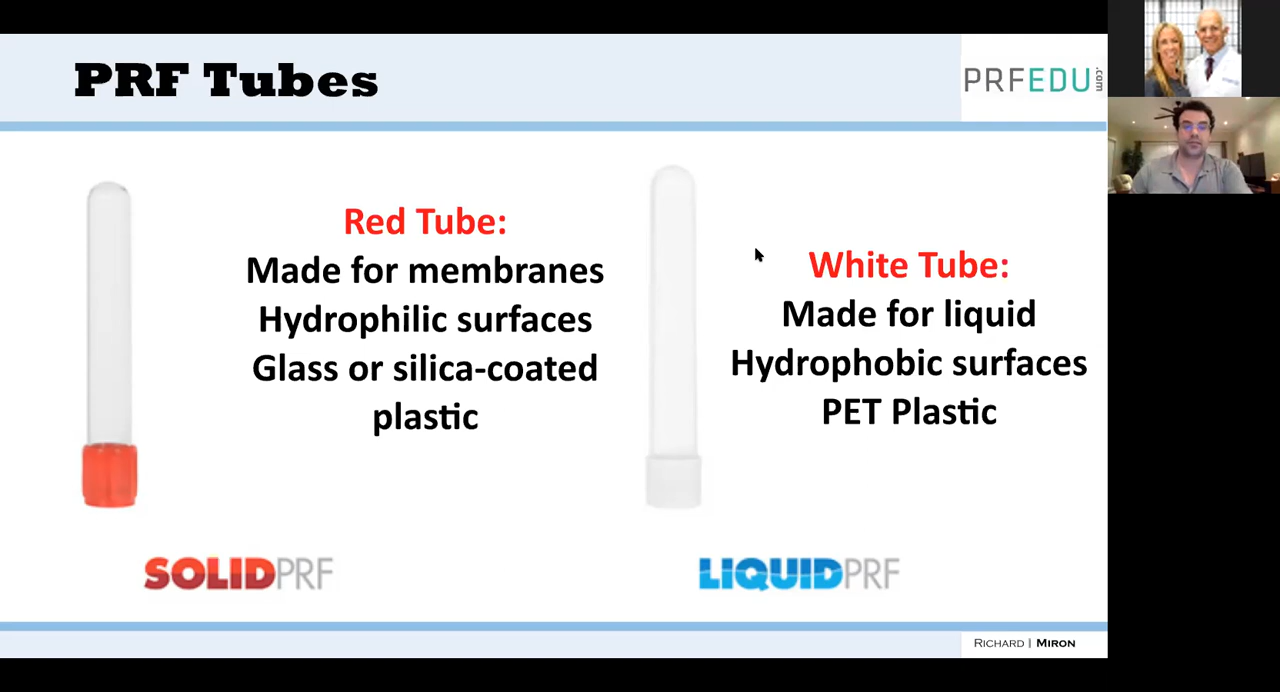 PRF Tubes
PRFEDU.com
Red Tube:
Made for membranes
Hydrophilic surfaces
Glass or silica-coated
plastic
White Tube:
Made for liquid
Hydrophobic surfaces
PET Plastic
SOLIDPRF
LIQUIDPRF
RICHARD | MIRON